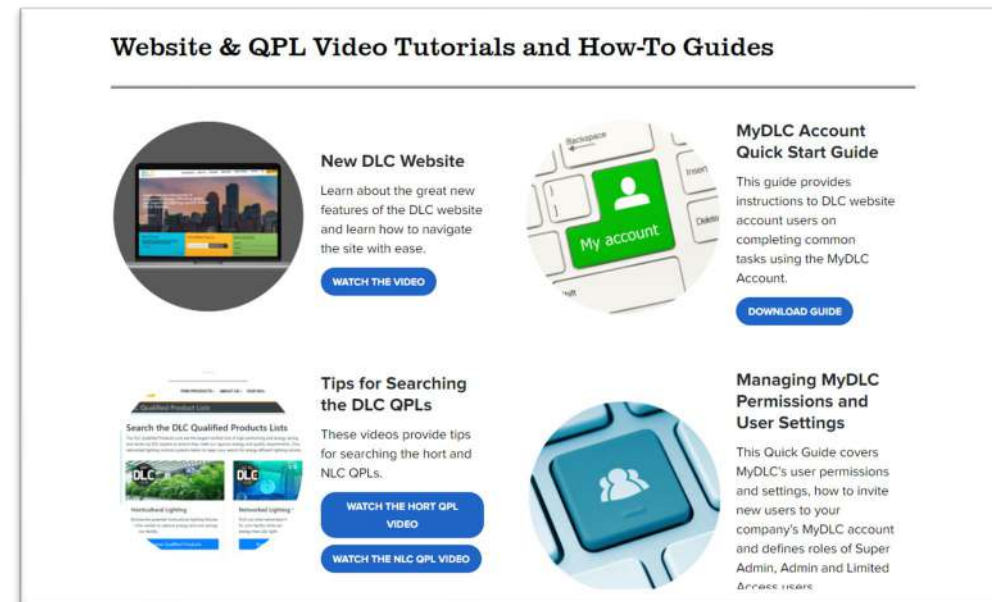 Website & QPL Video Tutorials and How-To Guides
New DLC Website
Learn about the great new
features of the DLC website
and learn how to navigate
the site with ease.
WATCH THE VIDEO
Backspace
Insert
My account
MyDLC Account
Quick Start Guide
This guide provides
instructions to DLC website
account users on
completing common
tasks using the MyDLC
Account.
DOWNLOAD GUIDE
Qualified Product Lists
Search the DLC Qualified Products Lists
DLC
DLC
Horticultural Lighting
Networked Lighting
Tips for Searching
the DLC QPLs
These videos provide tips
for searching the hort and
NLC QPLs.
WATCH THE HORT QPL
VIDEO
WATCH THE NLC QPL VIDEO
Managing MyDLC
Permissions and
User Settings
This Quick Guide covers
MyDLC's user permissions
and settings, how to invite
new users to your
company's MyDLC account
and defines roles of Super
Admin, Admin and Limited
Access users